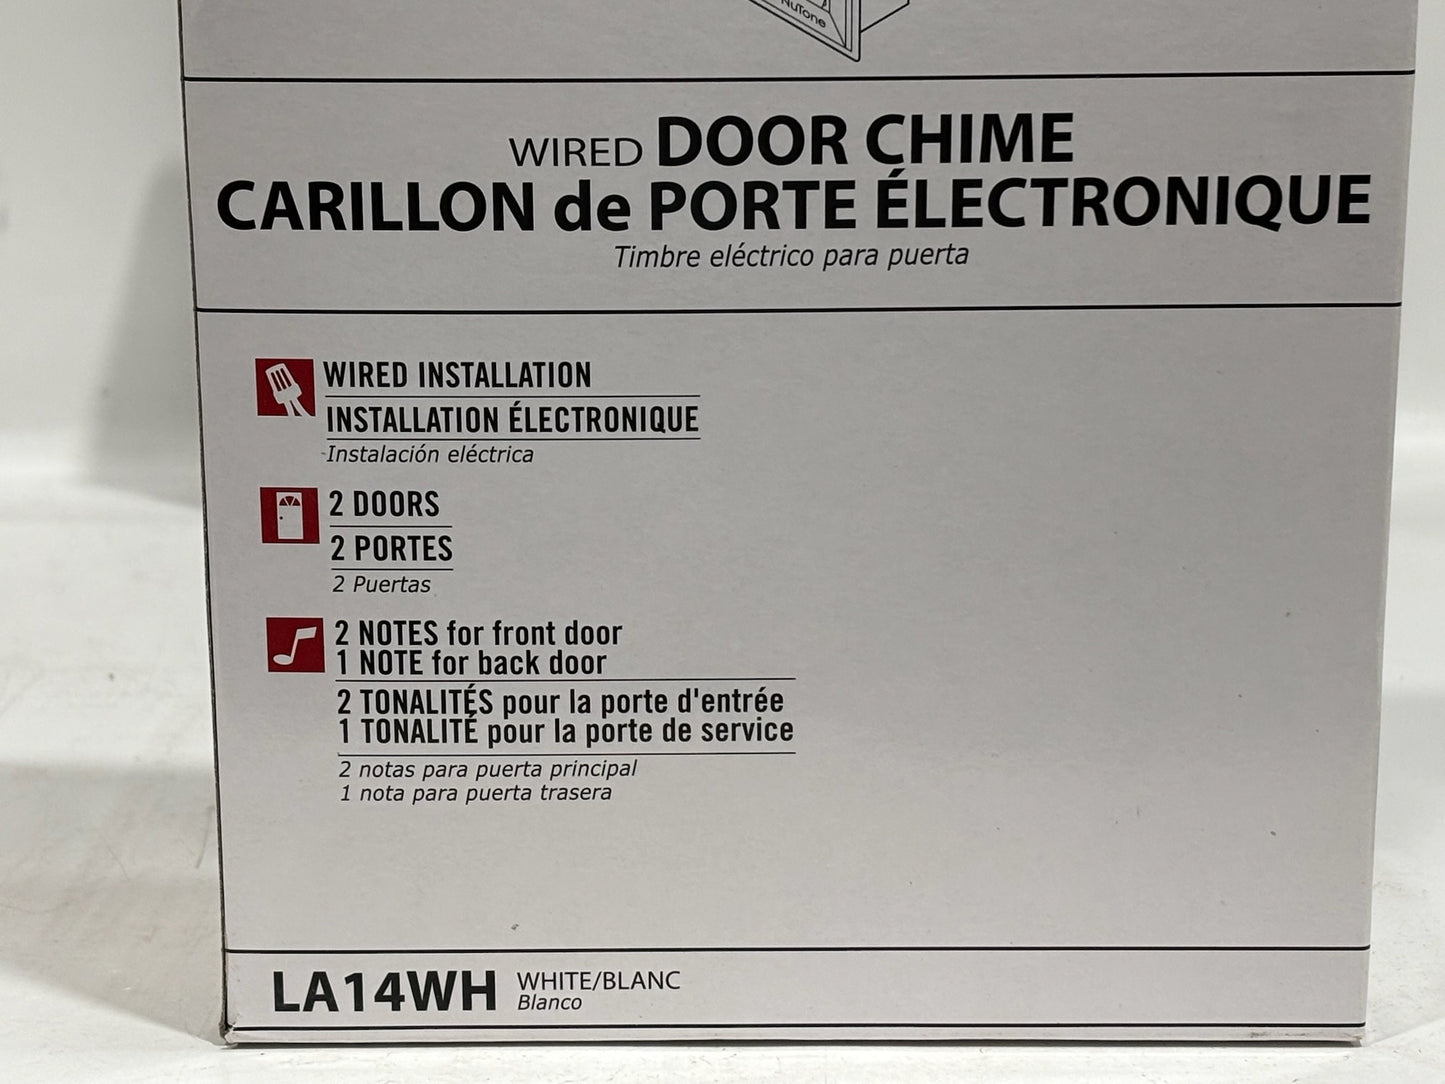 NuTone
WIRED DOOR CHIME
CARILLON de PORTE ÉLECTRONIQUE
Timbre eléctrico para puerta
WIRED INSTALLATION
INSTALLATION ÉLECTRONIQUE
Instalación eléctrica
2 DOORS
2 PORTES
2 Puertas
2 NOTES for front door
1 NOTE for back door
2 TONALITÉS pour la porte d'entrée
1 TONALITÉ pour la porte de service
2 notas para puerta principal
1 nota para puerta trasera
LA14WH WHITE/BLANC
Blanco